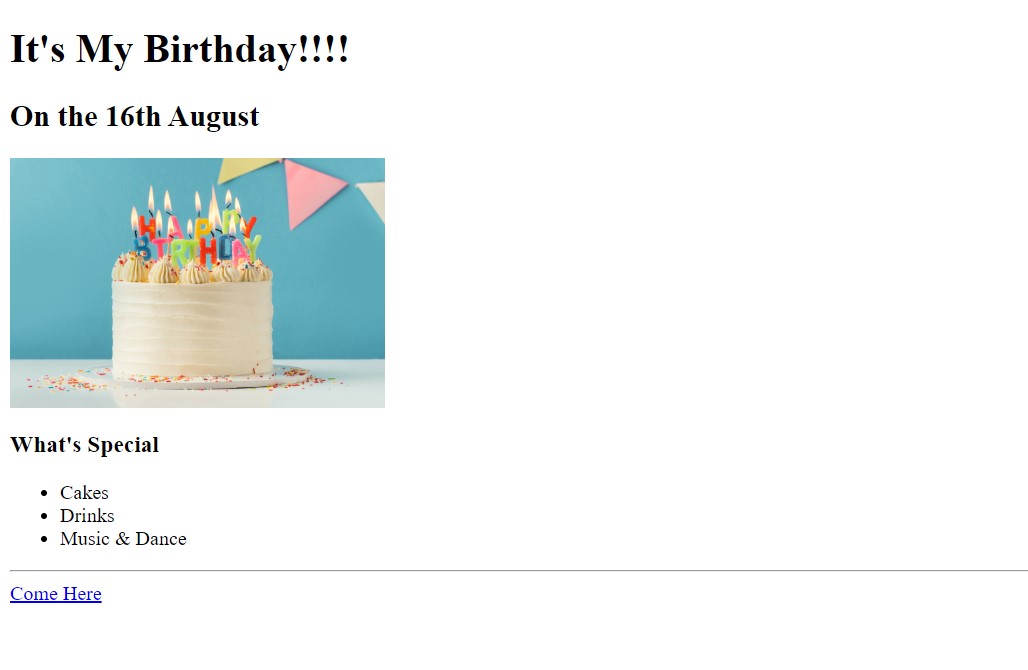 It's My Birthday!!!!
On the 16th August
HAPPY
BIRTHDAY
What's Special
Cakes
Drinks
Music & Dance
Come Here